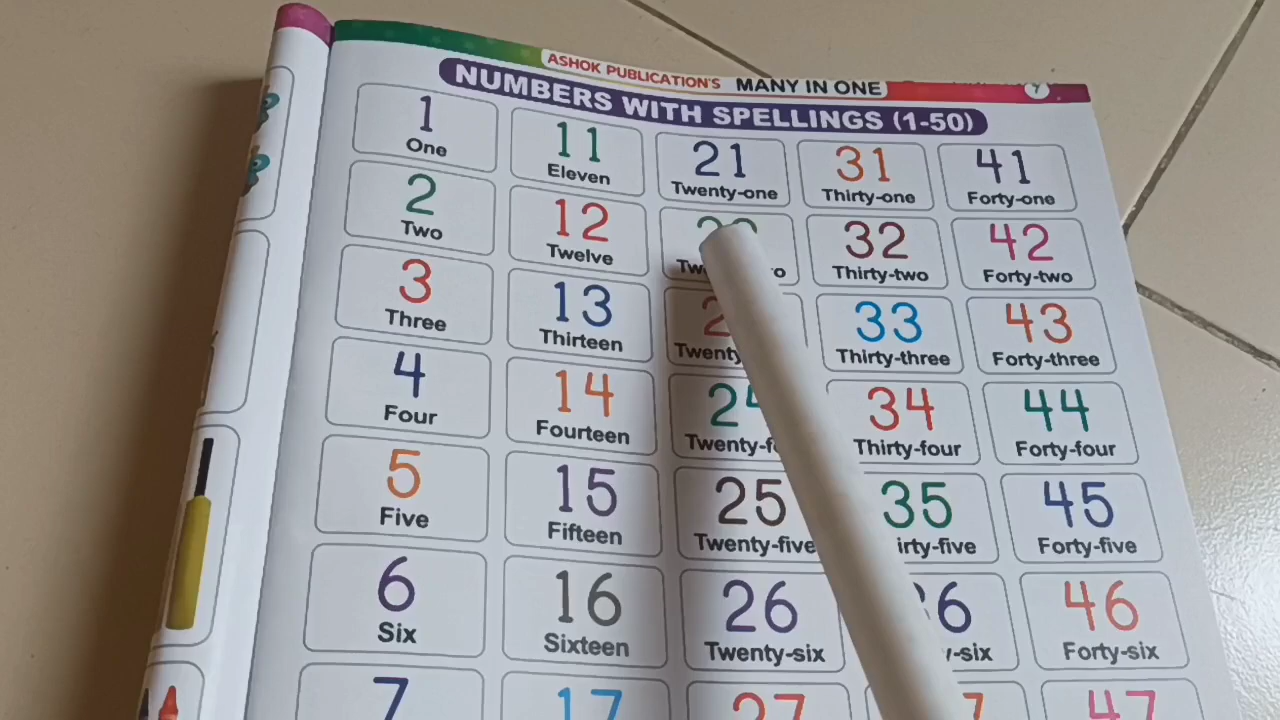 ASHOK PUBLICATION'S MANY IN ONE 7
NUMBERS WITH SPELLINGS (1-50)
1 11 21 31 41
One Eleven Twenty-one Thirty-one Forty-one
2 12 32 42
Two Twelve Thirty-two Forty-two
3 13 33 43
Three Thirteen Thirty-three Forty-three
4 14 34 44
Four Fourteen Thirty-four Forty-four
5 15 25 35 45
Five Fifteen Twenty-five Forty-five
6 16 26 46
Six Sixteen Twenty-six Forty-six
7 17 27 47